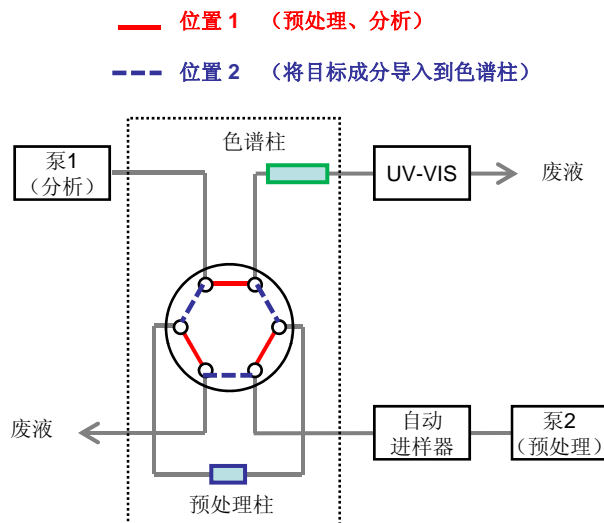 位置 1 （预处理、分析）
位置 2 （将目标成分导入到色谱柱）
色谱柱
泵1
（分析）
UV-VIS
废液
废液
自动
进样器
泵2
（预处理）
预处理柱